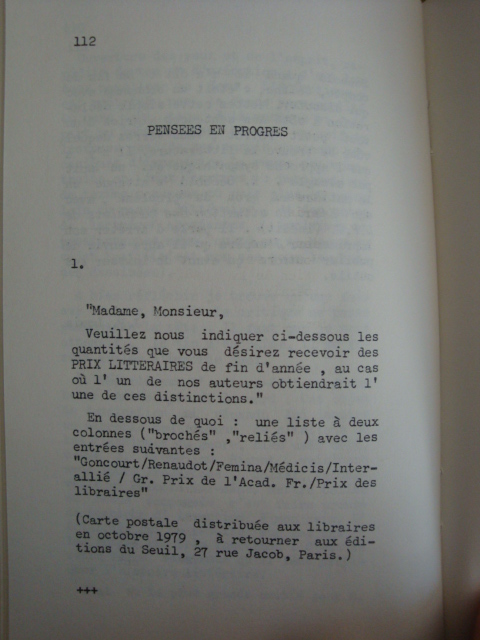 112
PENSEES EN PROGRES
1.
"Madame, Monsieur,
Veuillez nous indiquer ci-dessous les
quantités que vous désirez recevoir des
PRIX LITTERAIRES de fin d'année , au cas
où l' un de nos auteurs obtiendrait l'
une de ces distinctions."
En dessous de quoi : une liste à deux
colonnes ("brochés" ,"reliés" ) avec les
entrées suivantes :
"Goncourt/Renaudot/Femina/Médicis/Inter-
allié / Gr. Prix de l'Acad. Fr./Prix des
libraires"
(Carte postale distribuée aux libraires
en octobre 1979 , à retourner aux édi-
tions du Seuil, 27 rue Jacob, Paris.)
+++